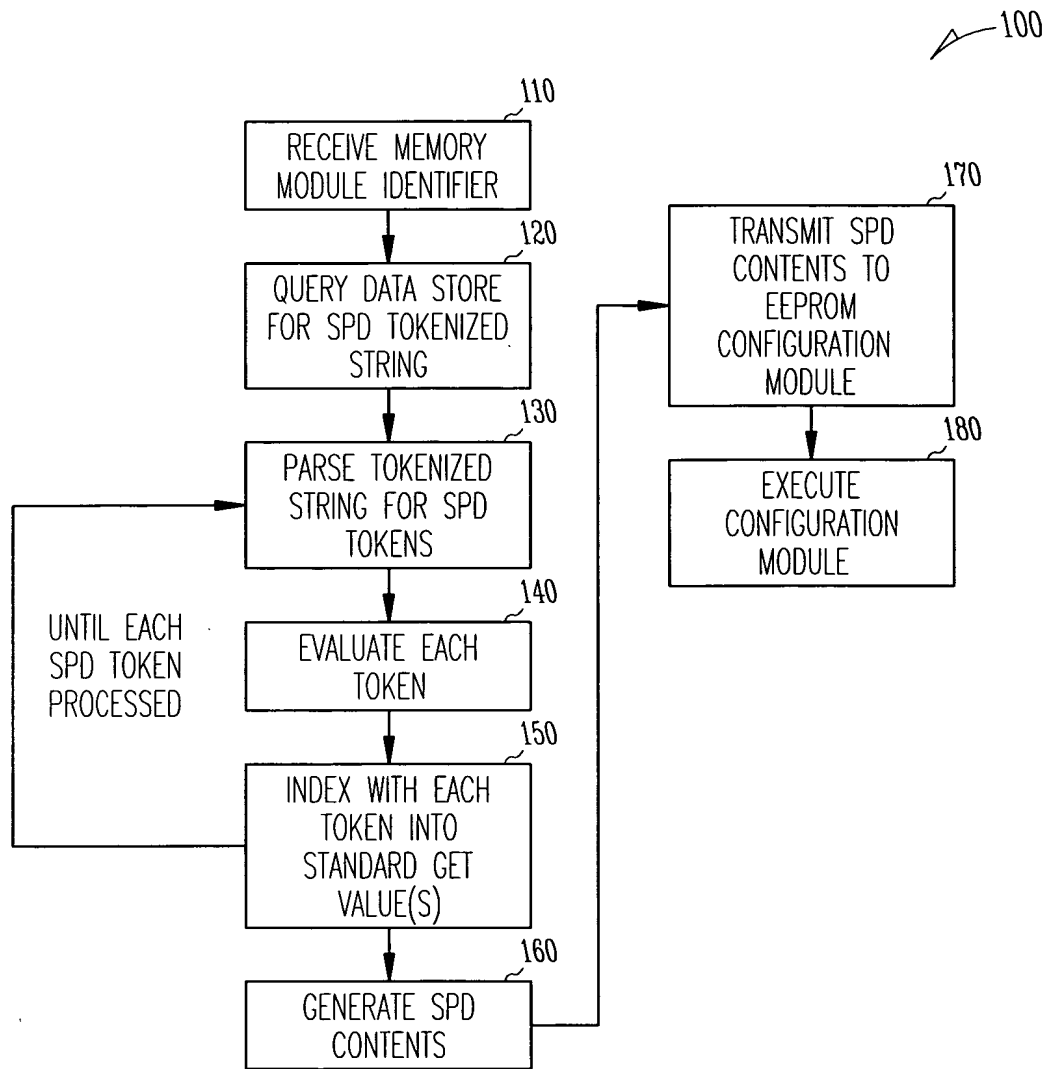 100
110
RECEIVE MEMORY
MODULE IDENTIFIER
120
QUERY DATA STORE
FOR SPD TOKENIZED
STRING
130
PARSE TOKENIZED
STRING FOR SPD
TOKENS
140
EVALUATE EACH
TOKEN
UNTIL EACH
SPD TOKEN
PROCESSED
150
INDEX WITH EACH
TOKEN INTO
STANDARD GET
VALUE(S)
160
GENERATE SPD
CONTENTS
170
TRANSMIT SPD
CONTENTS TO
EEPROM
CONFIGURATION
MODULE
180
EXECUTE
CONFIGURATION
MODULE